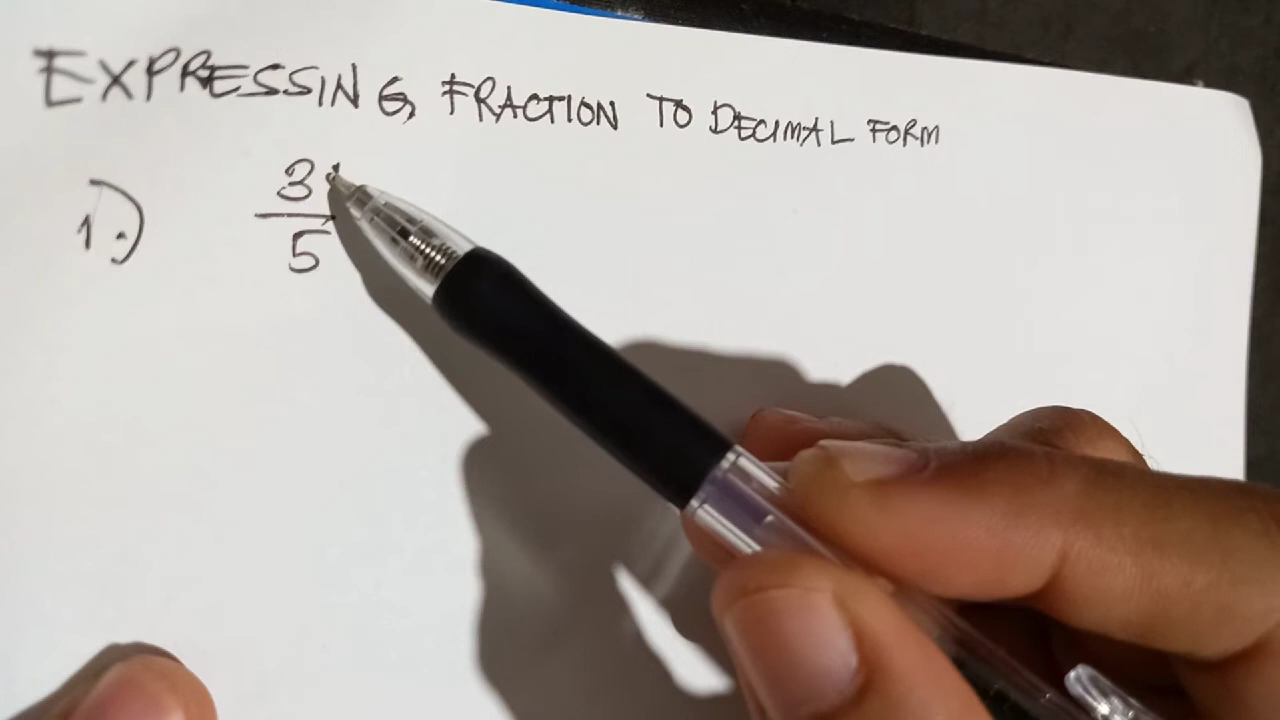 EXPRESSING FRACTION TO DECIMAL FORM
1.) 3
5